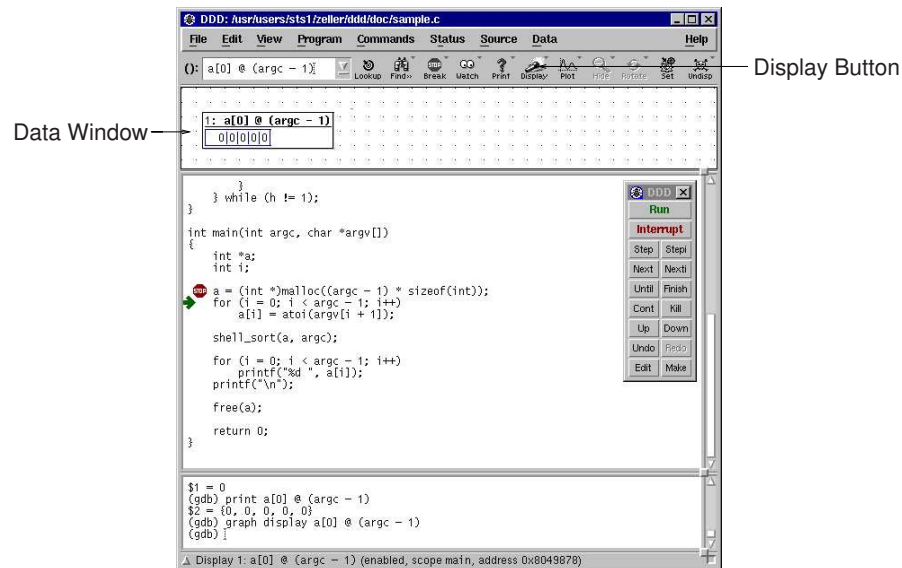 DDD: /usr/users/sts1/zeller/ddd/doc/sample.c
File Edit View Program Commands Status Source Data Help
(): a[0] @ (argc - 1)
Lookup Find>> Break Watch Print Display Plot Hide Rotate Set Undisp
Display Button
Data Window
1: a[0] @ (argc - 1)
0|0|0|0|0
}
} while (h != 1);
}
int main(int argc, char *argv[])
{
int *a;
int i;
STOP a = (int *)malloc((argc - 1) * sizeof(int));
for (i = 0; i < argc - 1; i++)
a[i] = atoi(argv[i + 1]);
shell_sort(a, argc);
for (i = 0; i < argc - 1; i++)
printf("%d ", a[i]);
printf("\n");
free(a);
return 0;
}
DDD
Run
Interrupt
Step Stepi
Next Nexti
Until Finish
Cont Kill
Up Down
Undo Redo
Edit Make
$1 = 0
(gdb) print a[0] @ (argc - 1)
$2 = {0, 0, 0, 0, 0}
(gdb) graph display a[0] @ (argc - 1)
(gdb)
Display 1: a[0] @ (argc - 1) (enabled, scope main, address 0x8049878)